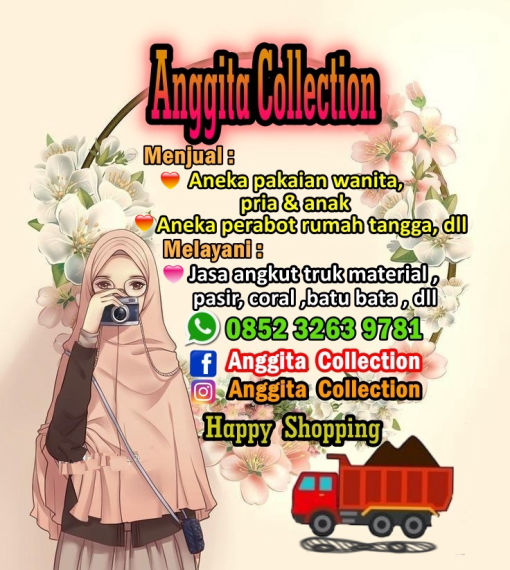 Anggita Collection
Menjual :
Aneka pakaian wanita,
pria & anak
Aneka perabot rumah tangga, dll
Melayani :
Jasa angkut truk material ,
pasir, coral ,batu bata , dll
0852 3263 9781
Anggita Collection
Anggita Collection
Happy Shopping